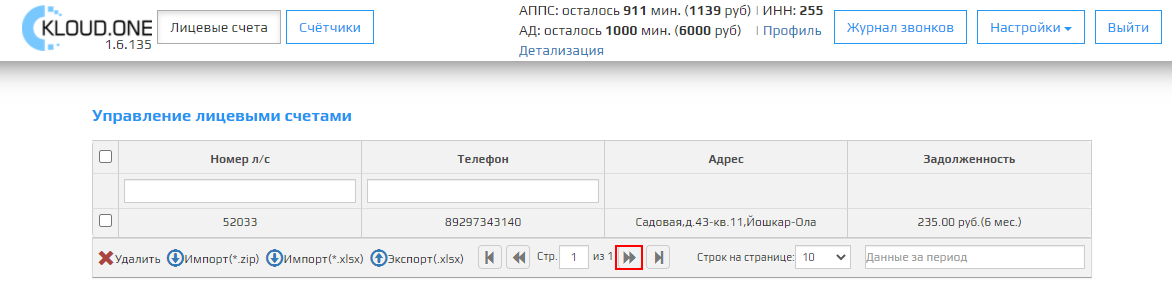 KLOUD.ONE
1.6.135
Лицевые счета
Счётчики
АППС: осталось 911 мин. (1139 руб) | ИНН: 255
АД: осталось 1000 мин. (6000 руб) | Профиль
Детализация
Журнал звонков
Настройки
Выйти
Управление лицевыми счетами
Номер л/с Телефон Адрес Задолженность
52033 89297343140 Садовая,д.43-кв.11,Йошкар-Ола 235.00 руб.(6 мес.)
Удалить Импорт(*.zip) Импорт(*.xlsx) Экспорт(.xlsx) Стр. 1 из 1 Строк на странице: 10 Данные за период